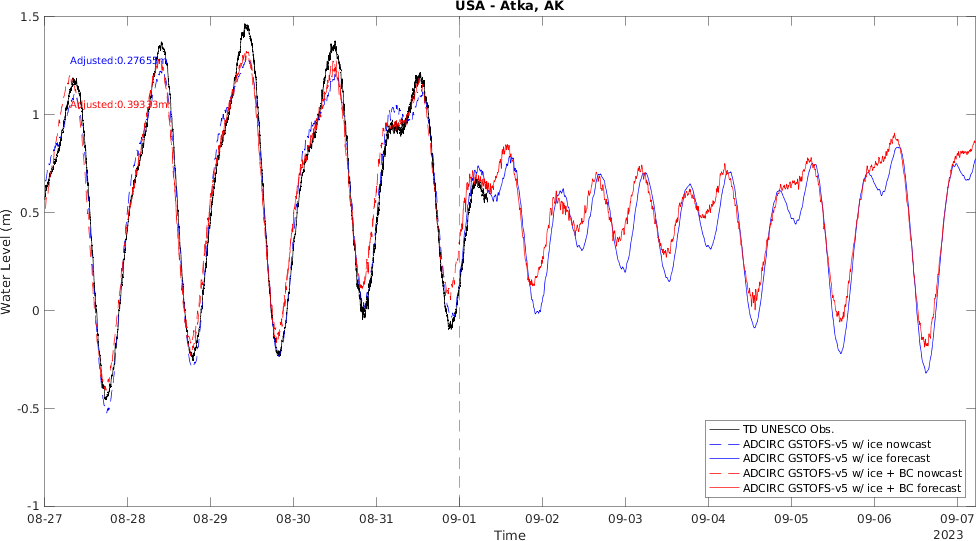 USA - Atka, AK
1.5
1
0.5
0
-0.5
-1
Water Level (m)
Adjusted:0.27655m
Adjusted:0.39333m
TD UNESCO Obs.
ADCIRC GSTOFS-v5 w/ ice nowcast
ADCIRC GSTOFS-v5 w/ ice forecast
ADCIRC GSTOFS-v5 w/ ice + BC nowcast
ADCIRC GSTOFS-v5 w/ ice + BC forecast
08-27 08-28 08-29 08-30 08-31 09-01 09-02 09-03 09-04 09-05 09-06 09-07
Time
2023